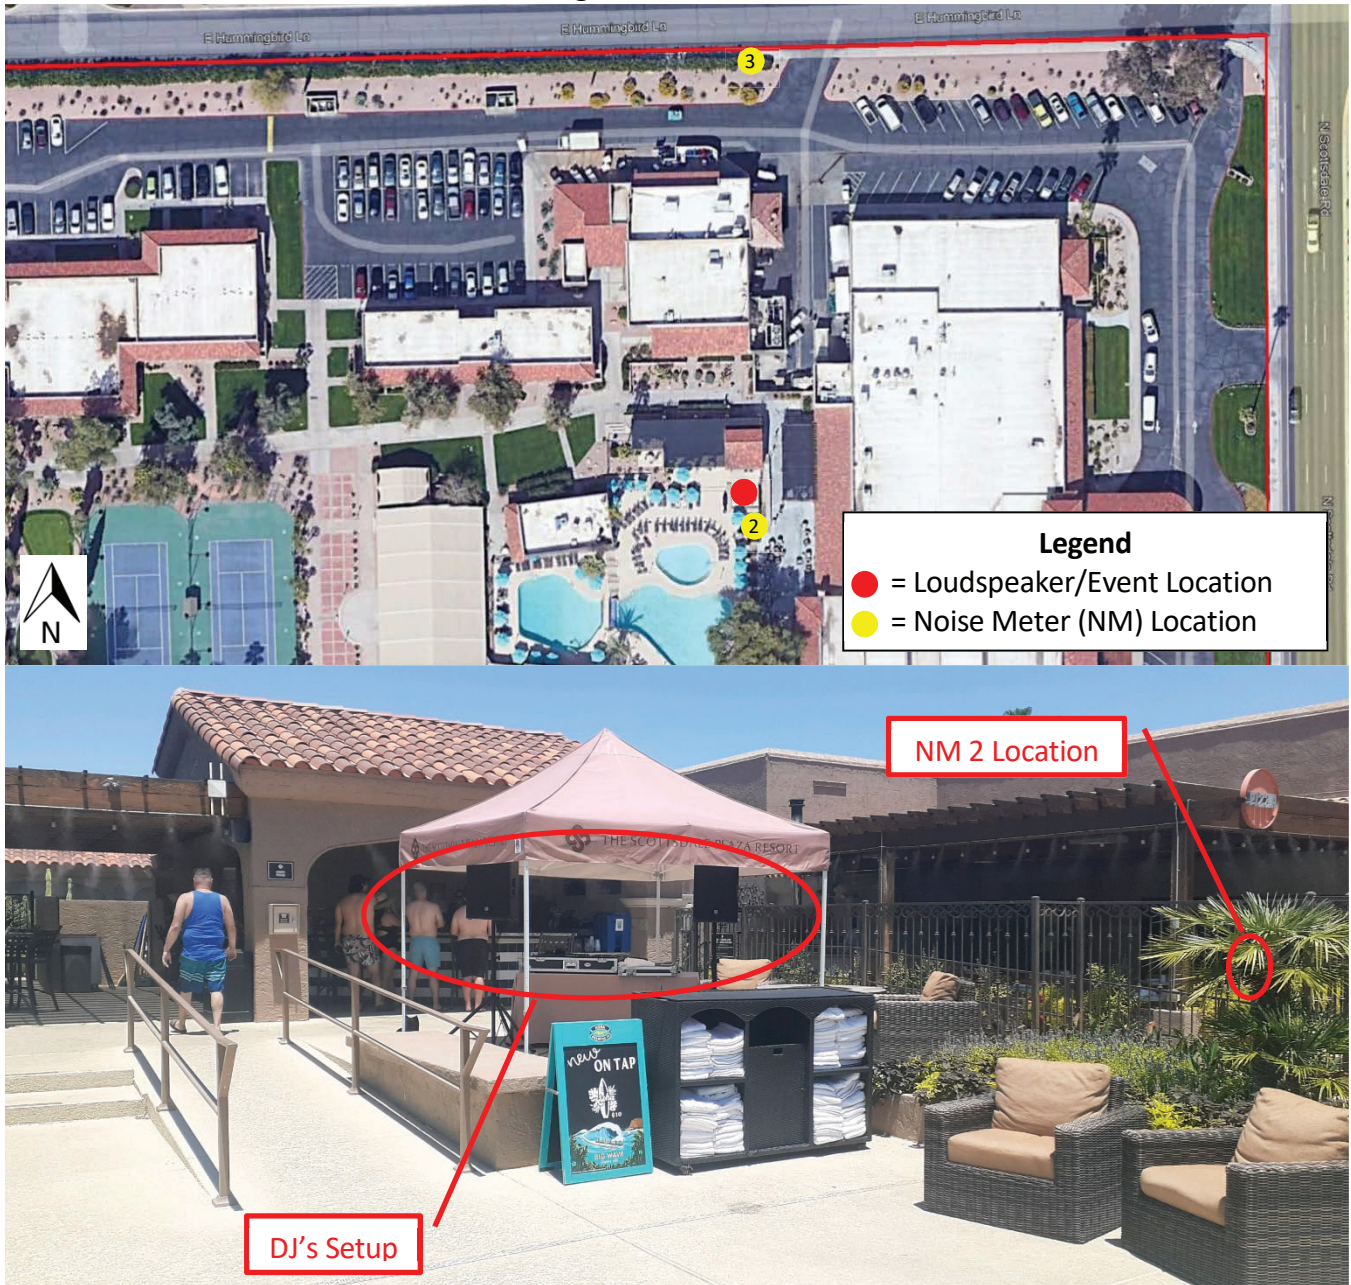 E Hummingbird Ln
E Hummingbird Ln
E Hummingbird Ln
3
N Scottsdale Rd
2
N
Legend
= Loudspeaker/Event Location
= Noise Meter (NM) Location
NM 2 Location
THE SCOTTSDALE PLAZA RESORT
new
ON TAP
BIG WAVE
DJ's Setup